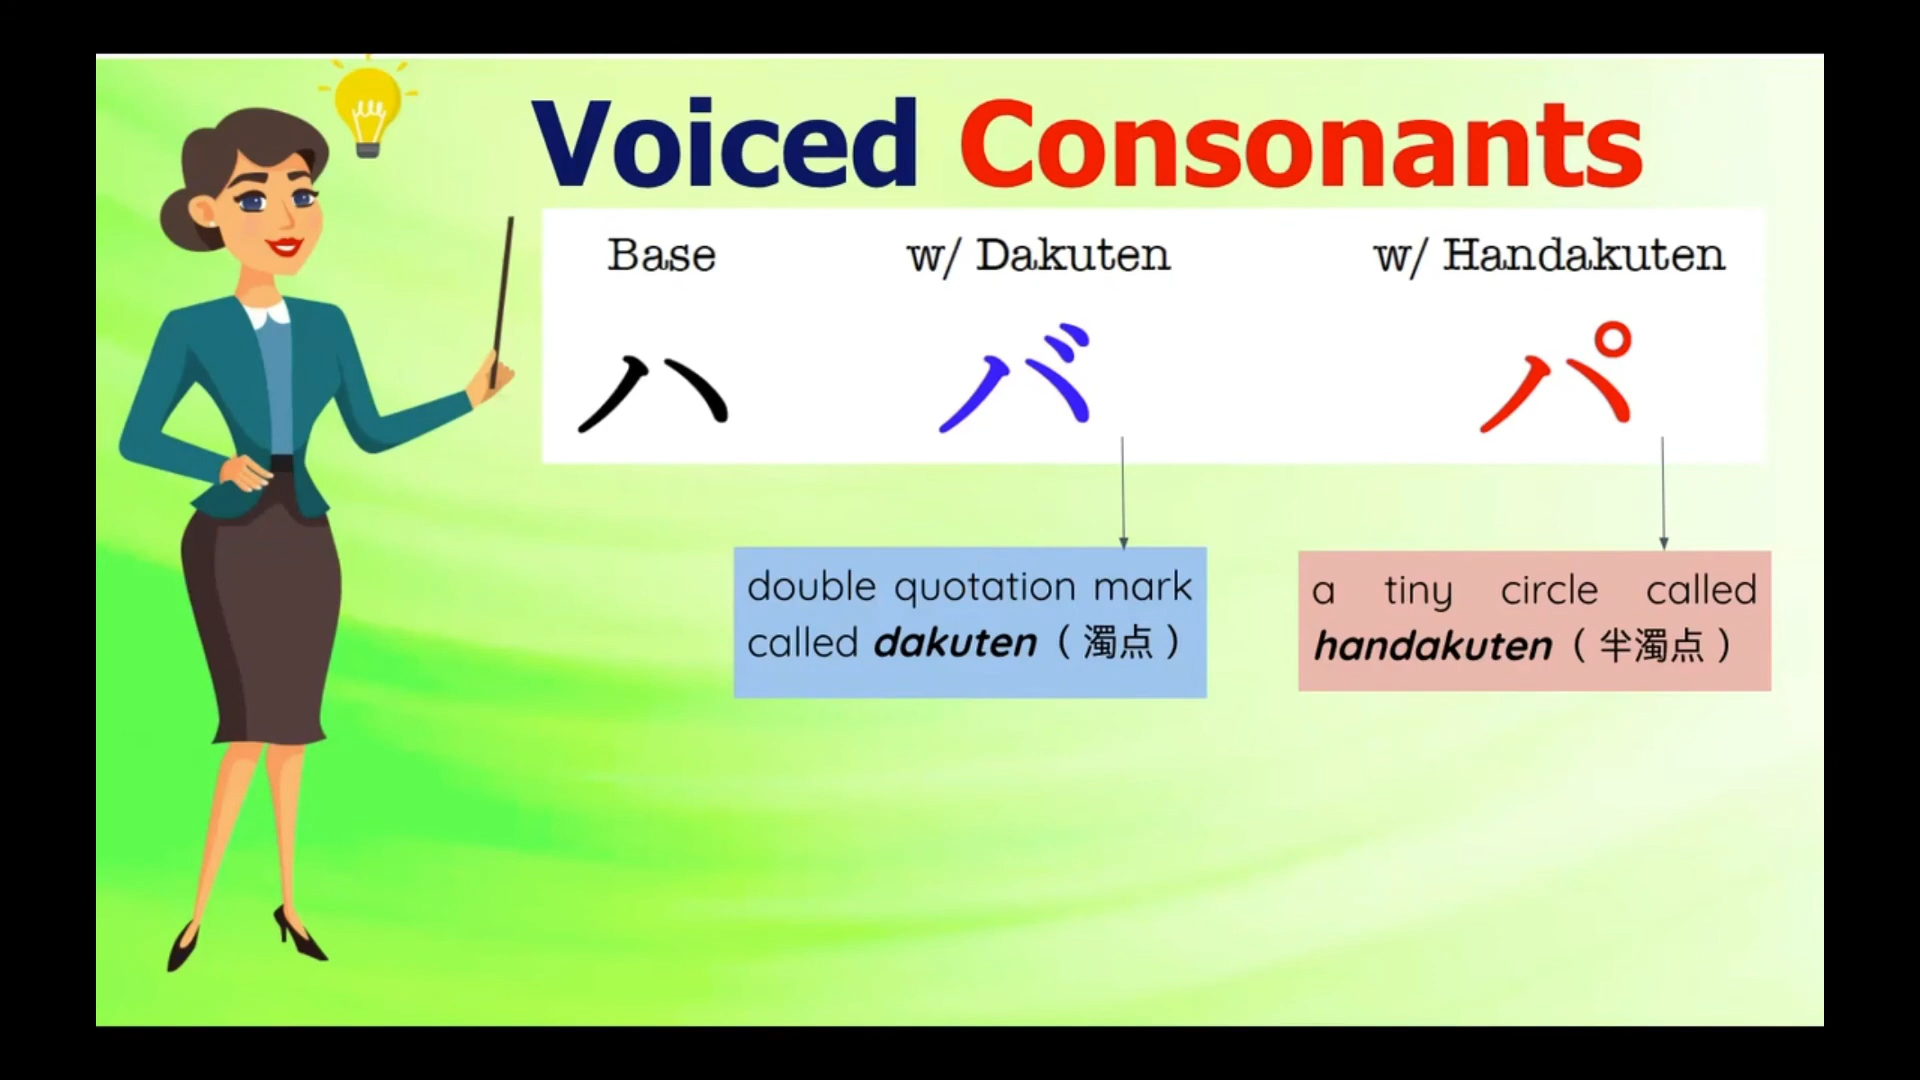 Voiced Consonants
Base w/ Dakuten w/ Handakuten
ハ バ パ
double quotation mark
called dakuten（濁点）
a tiny circle called
handakuten（半濁点）